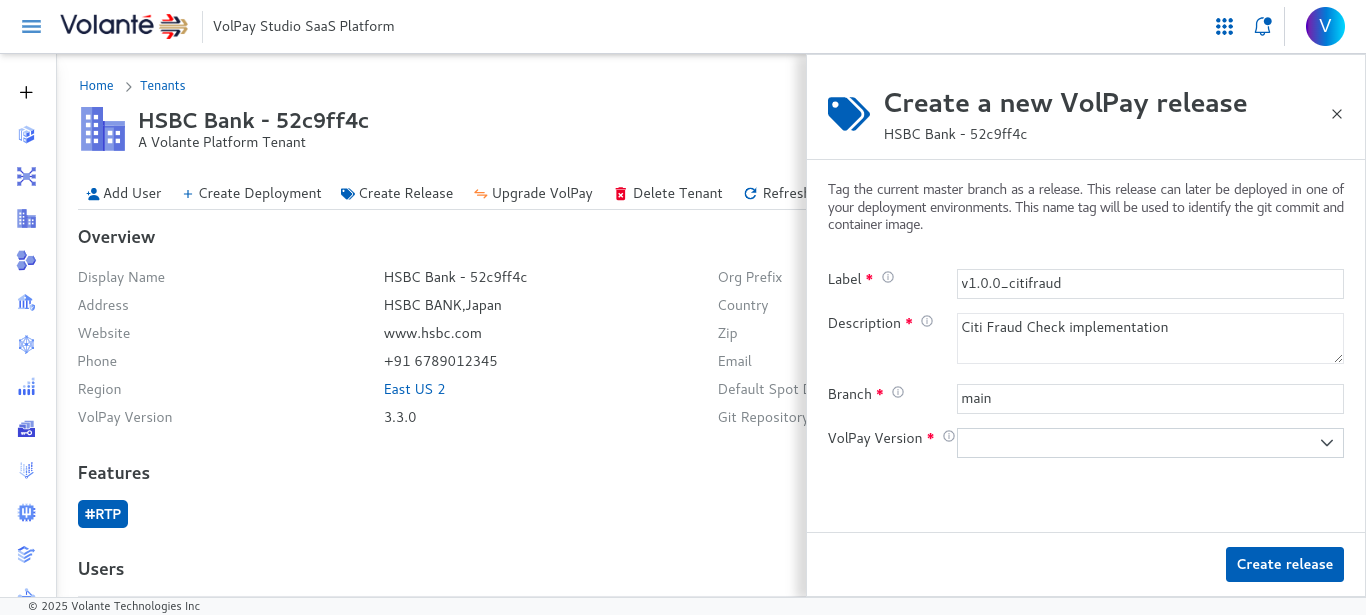 Volanté
VolPay Studio SaaS Platform
V
Home
Tenants
HSBC Bank - 52c9ff4c
A Volante Platform Tenant
Add User
Create Deployment
Create Release
Upgrade VolPay
Delete Tenant
Refresh
Overview
Display Name HSBC Bank - 52c9ff4c Org Prefix
Address HSBC BANK,Japan Country
Website www.hsbc.com Zip
Phone +91 6789012345 Email
Region East US 2 Default Spot D
VolPay Version 3.3.0 Git Repository
Features
#RTP
Users
Create a new VolPay release
HSBC Bank - 52c9ff4c
Tag the current master branch as a release. This release can later be deployed in one of
your deployment environments. This name tag will be used to identify the git commit and
container image.
Label * v1.0.0_citifraud
Description * Citi Fraud Check implementation
Branch * main
VolPay Version *
Create release
© 2025 Volante Technologies Inc